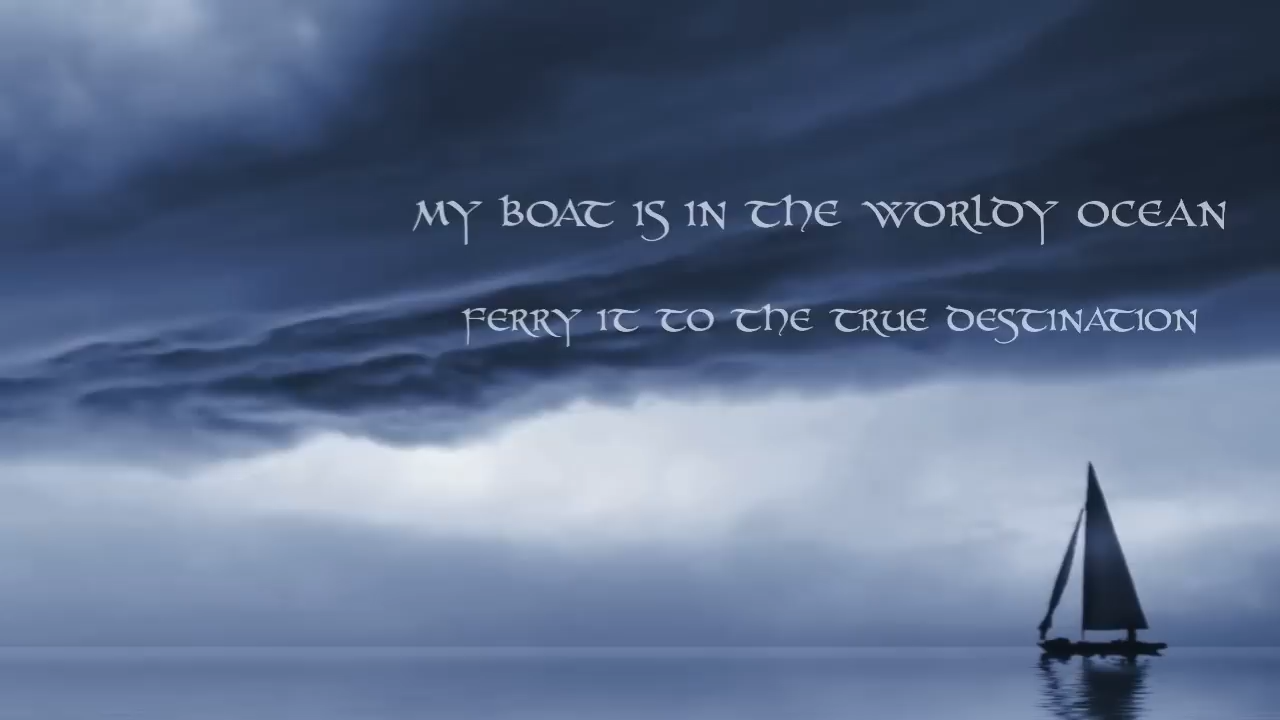 MY BOAT IS IN THE WORLDY OCEAN
FERRY IT TO THE TRUE DESTINATION